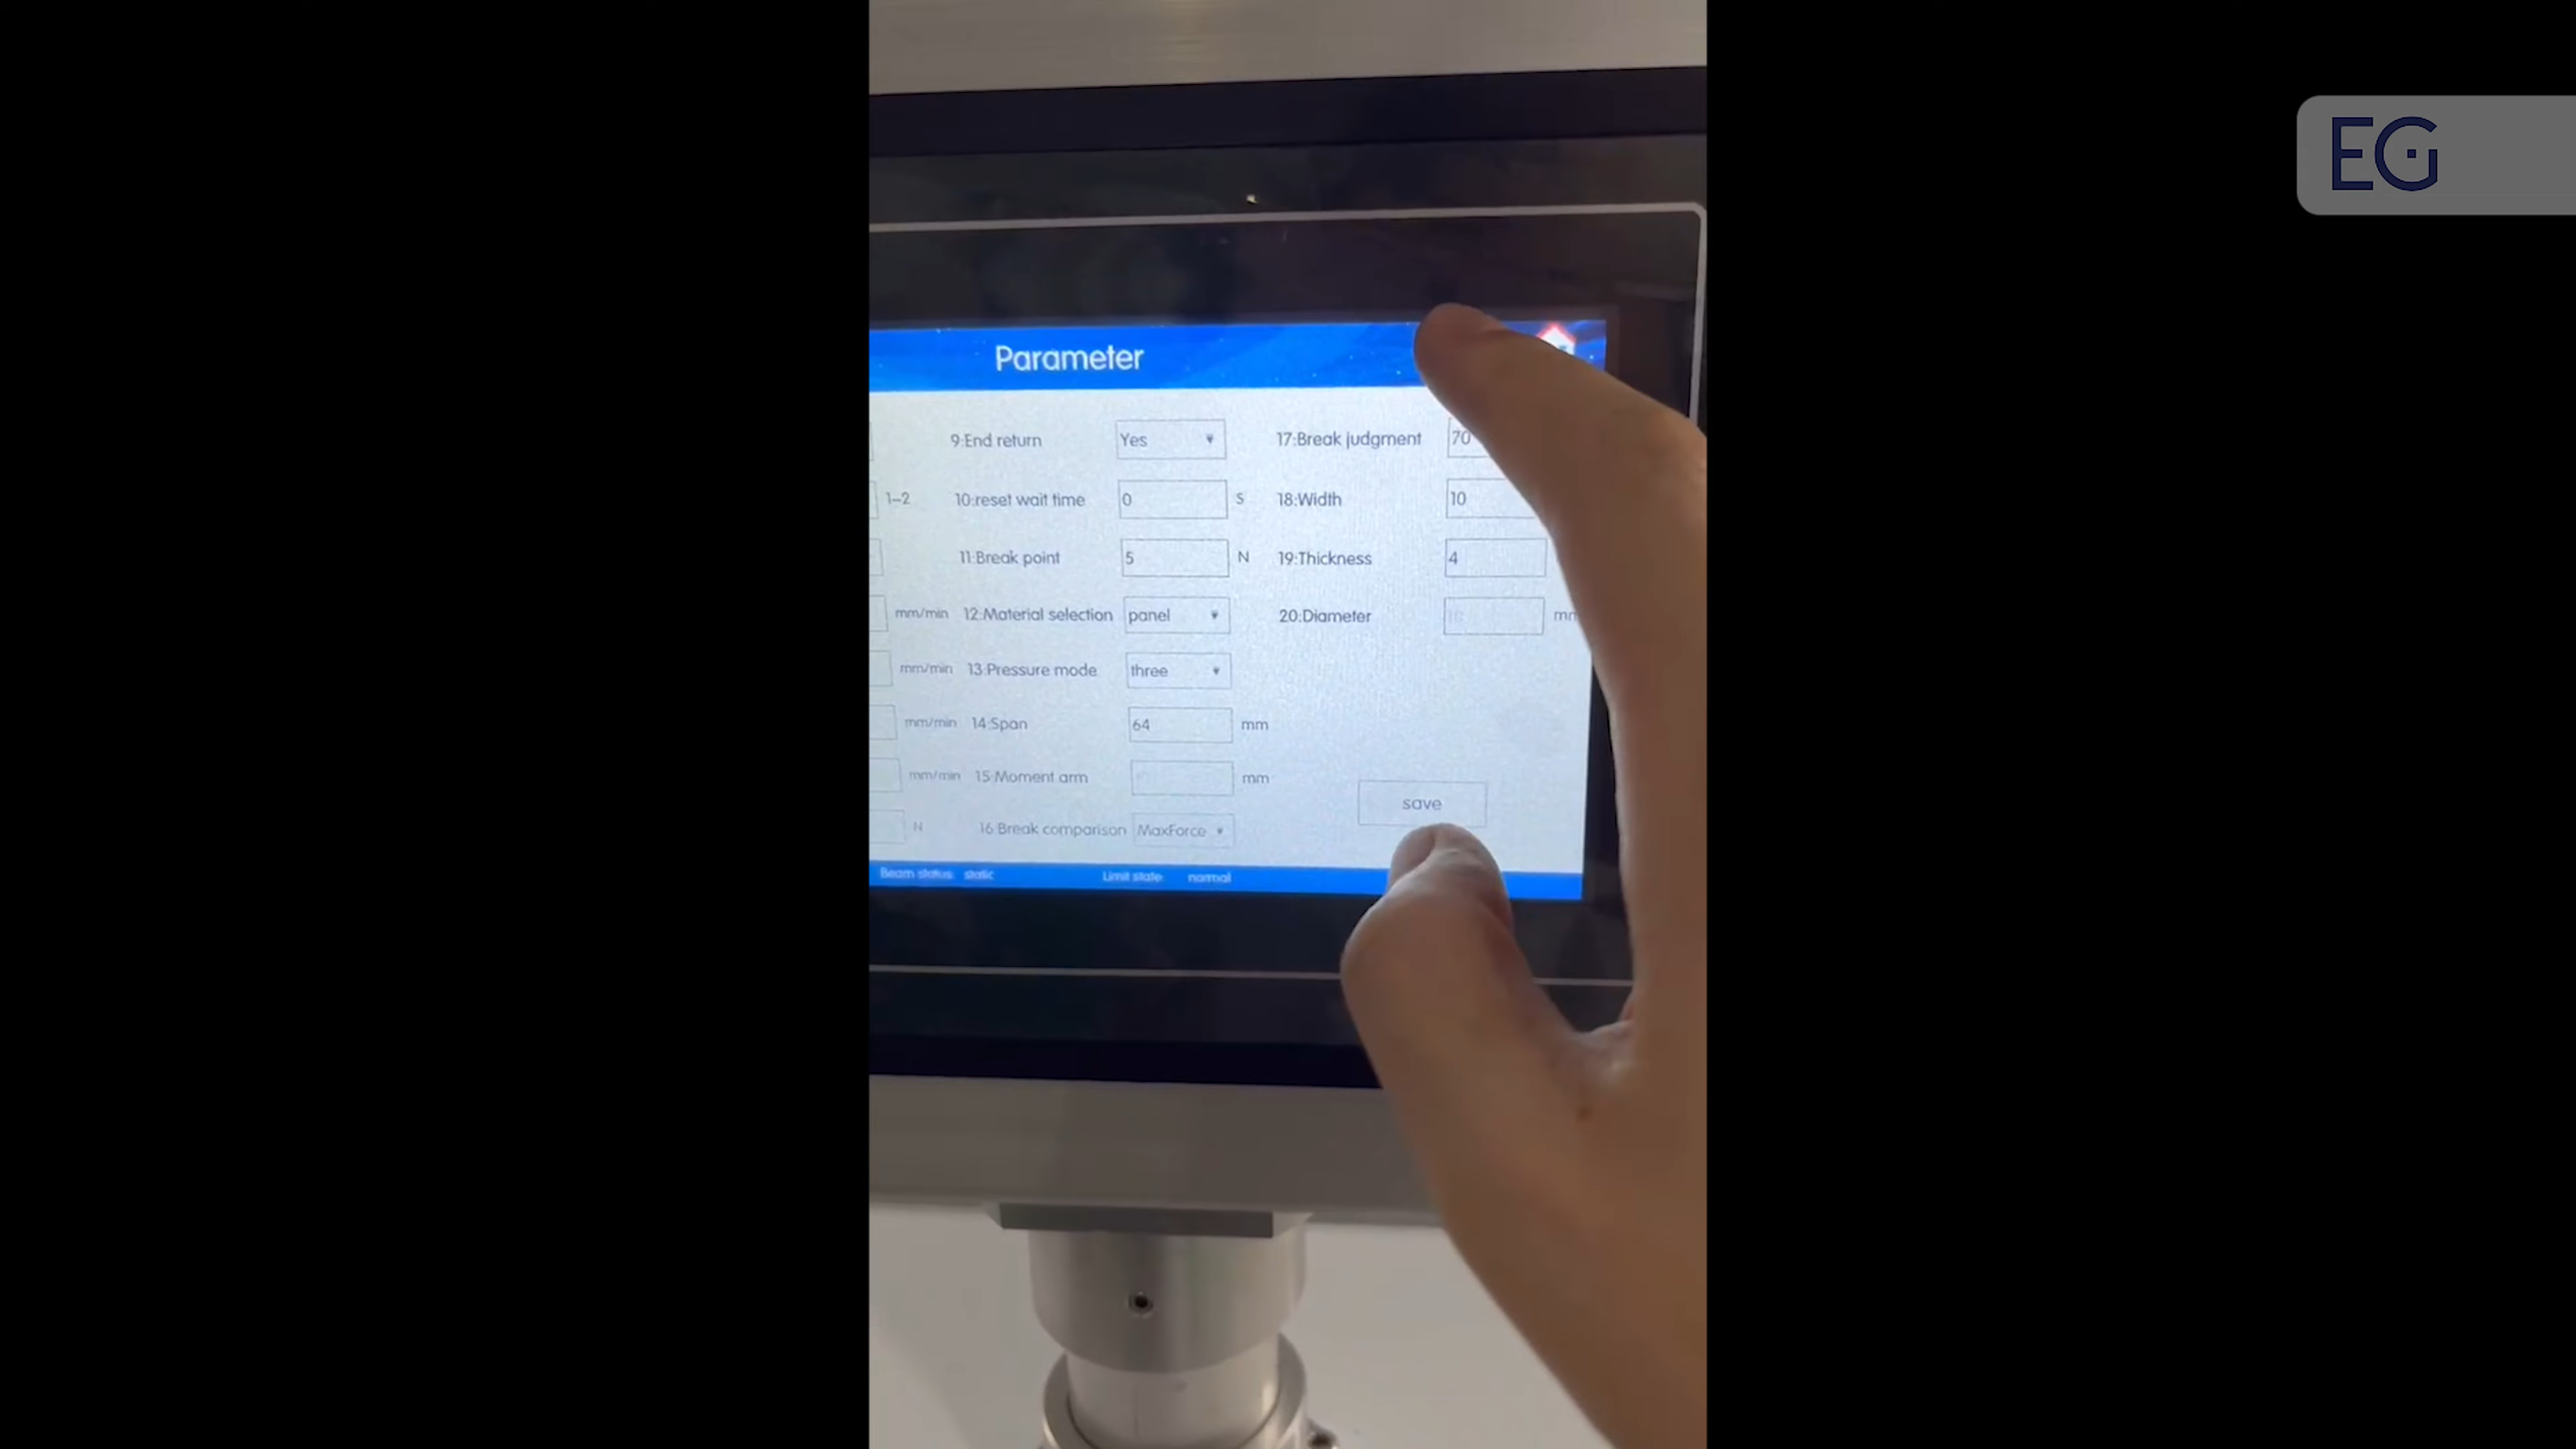 EG
Parameter
9:End return Yes 17:Break judgment 70
1-2 10:reset wait time 0 S 18:Width 10
11:Break point 5 N 19:Thickness 4
mm/min 12:Material selection panel 20:Diameter
mm/min 13:Pressure mode three
mm/min 14:Span 64 mm
mm/min 15:Moment arm mm
N 16:Break comparison MaxForce
save
Beam status: static Limit state: normal